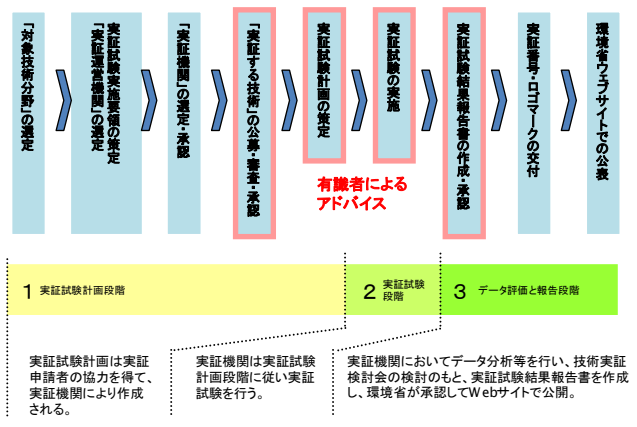 「対象技術分野」の選定
「実証運営機関」の選定
実証試験実施要領の策定
「実証機関」の選定・承認
「実証する技術」の公募・審査・承認
実証試験計画の策定
実証試験の実施
実証試験結果報告書の作成・承認
実証番号・ロゴマークの交付
環境省ウェブサイトでの公表
有識者による
アドバイス
1 実証試験計画段階
2 実証試験
段階
3 データ評価と報告段階
実証試験計画は実証
申請者の協力を得て、
実証機関により作成
される。
実証機関は実証試験
計画段階に従い実証
試験を行う。
実証機関においてデータ分析等を行い、技術実証
検討会の検討のもと、実証試験結果報告書を作成
し、環境省が承認してWebサイトで公開。